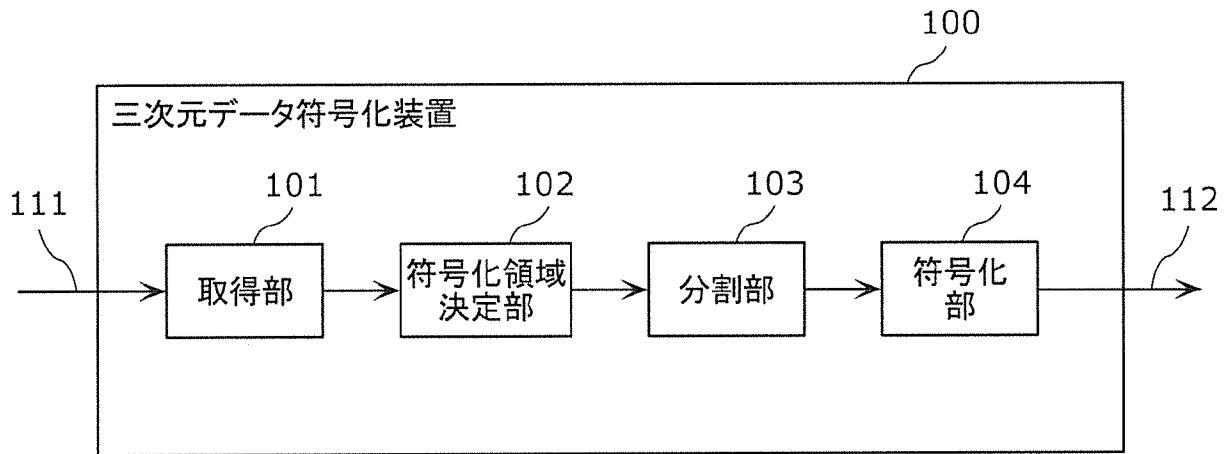 100
三次元データ符号化装置
101
102
103
104
111
112
取得部
符号化領域
決定部
分割部
符号化
部